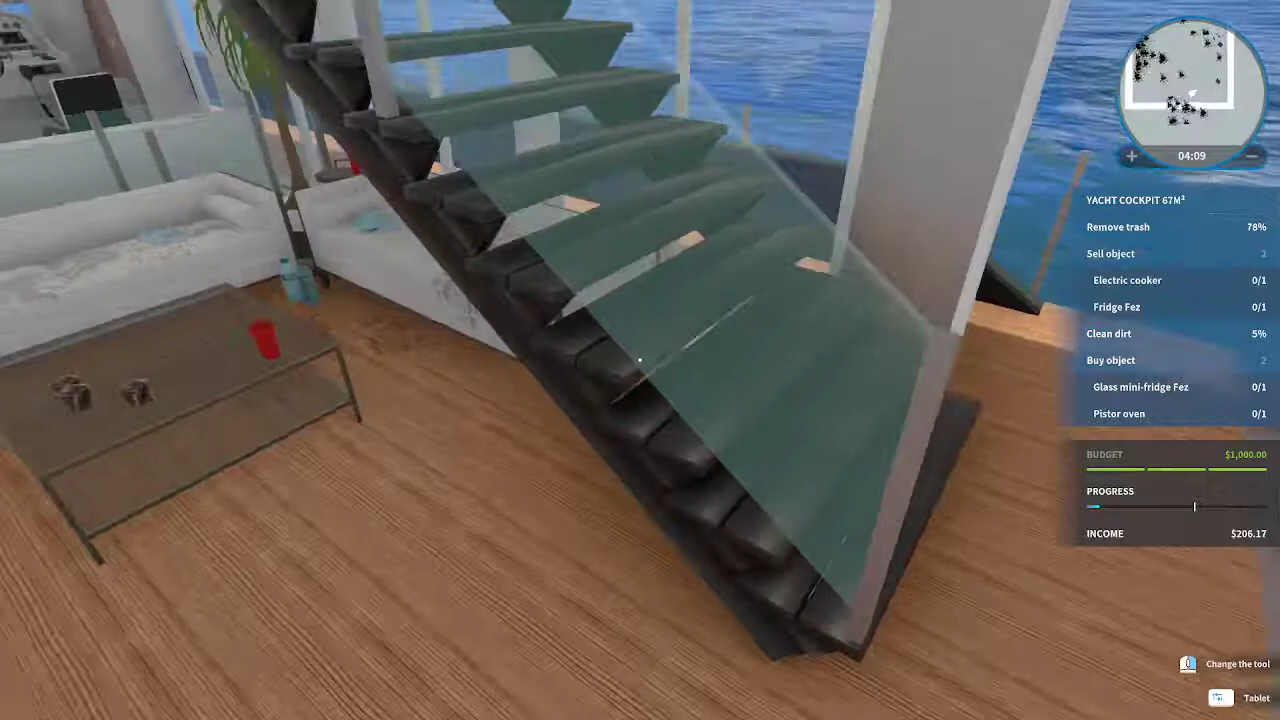 04:09
YACHT COCKPIT 67M²
Remove trash 78%
Sell object 2
Electric cooker 0/1
Fridge Fez 0/1
Clean dirt 5%
Buy object 2
Glass mini-fridge Fez 0/1
Pistor oven 0/1
BUDGET $1,000.00
PROGRESS
INCOME $206.17
Change the tool
Tablet